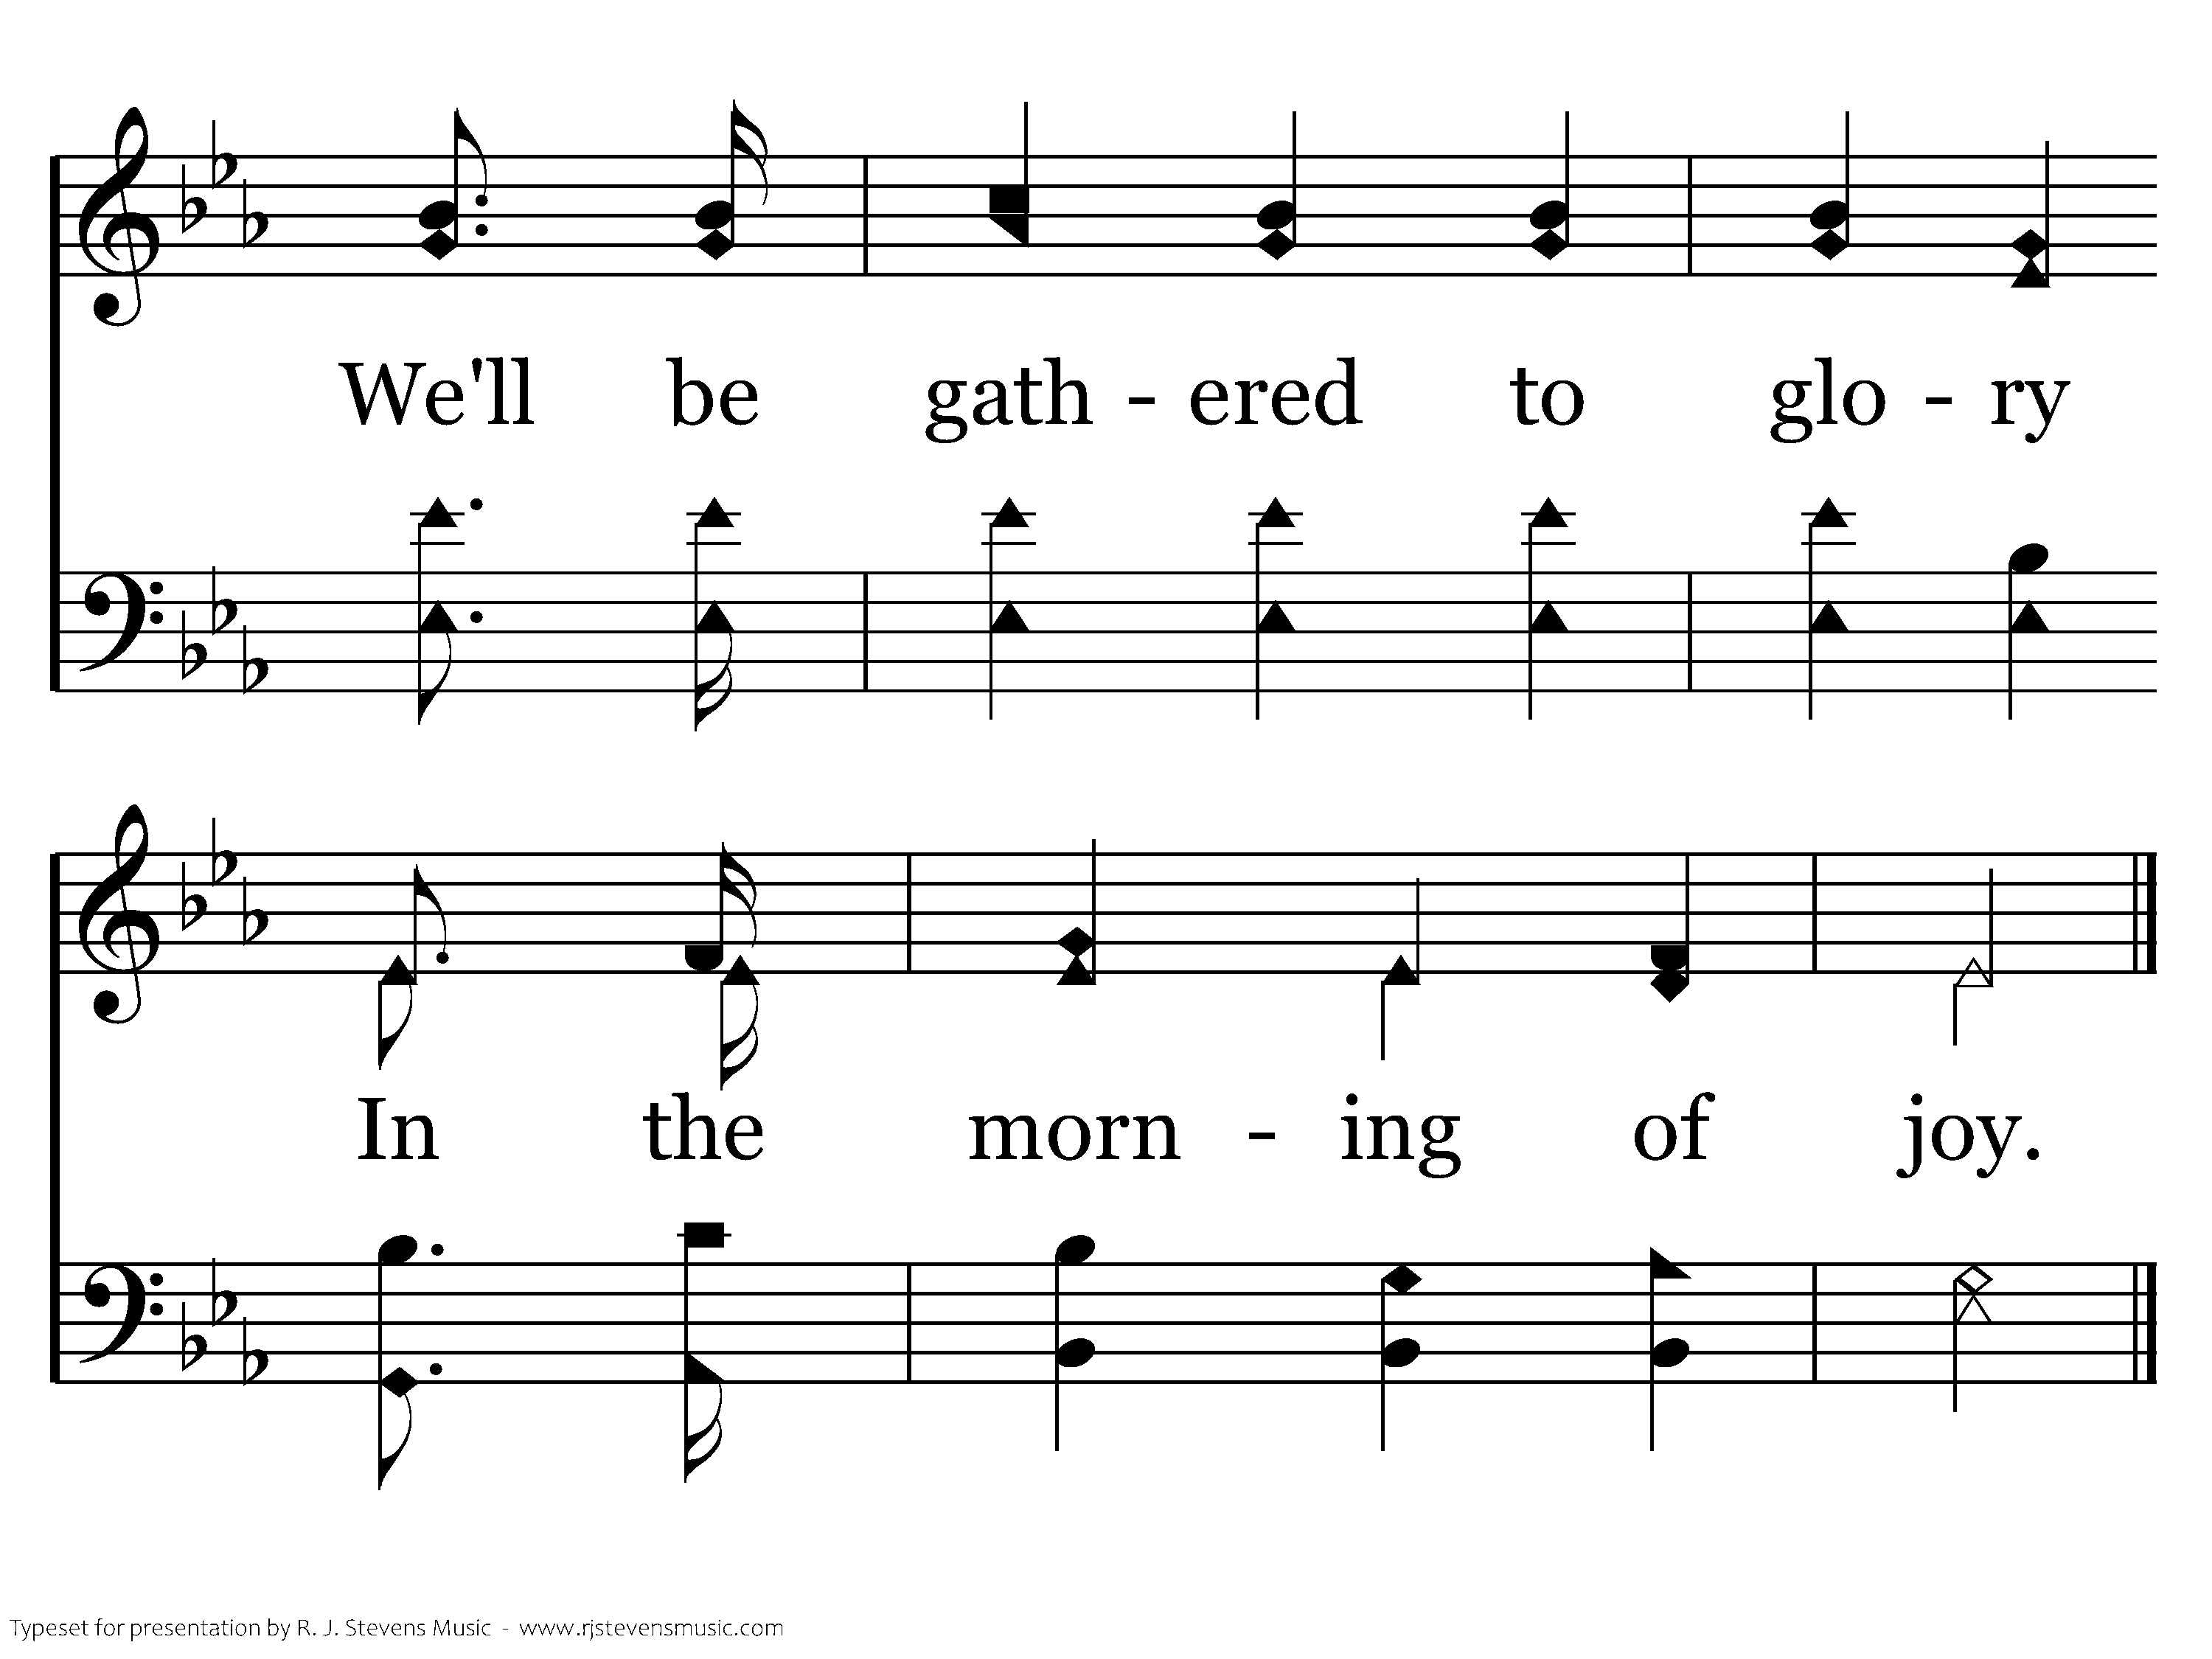 We'll be gath - ered to glo - ry
In the morn - ing of joy.
Typeset for presentation by R. J. Stevens Music - www.rjstevensmusic.com